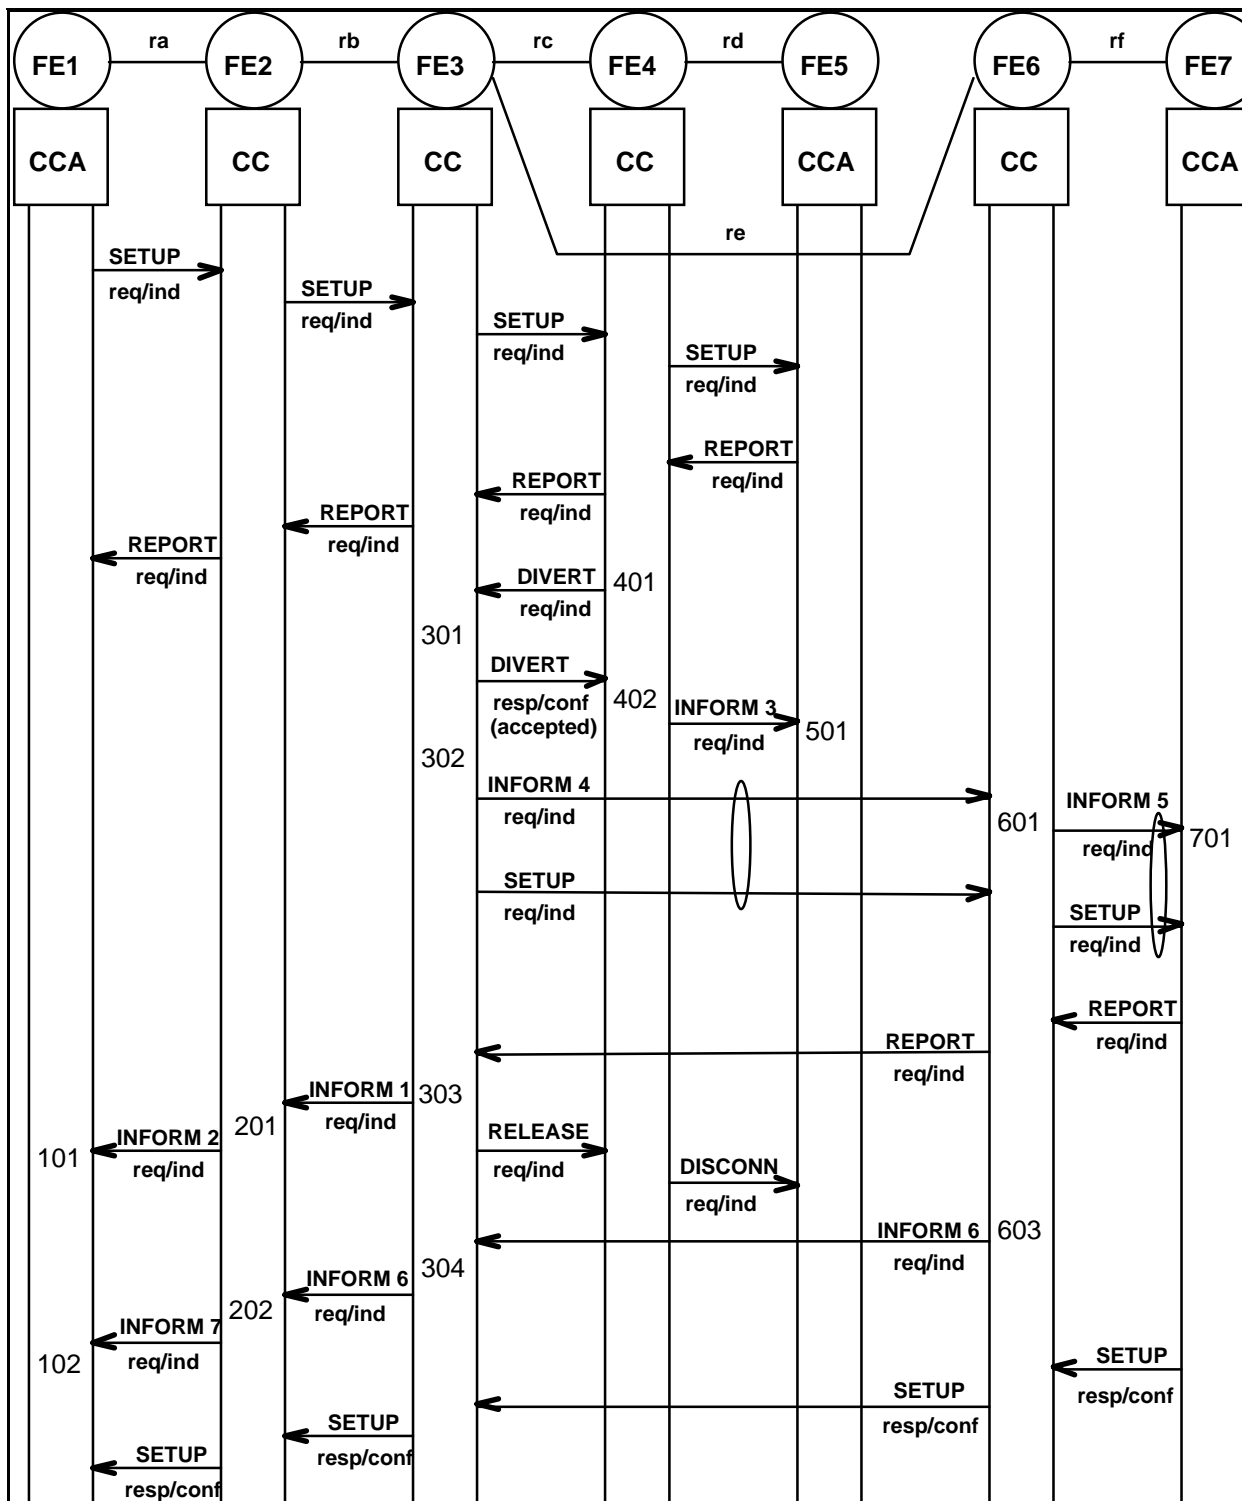 ra rb rc rd rf
FE1 FE2 FE3 FE4 FE5 FE6 FE7
CCA CC CC CC CCA CC CCA
re
SETUP
req/ind
SETUP
req/ind
SETUP
req/ind
SETUP
req/ind
REPORT
req/ind
REPORT
req/ind
REPORT
req/ind
REPORT
req/ind
DIVERT 401
req/ind
301
DIVERT
resp/conf 402
(accepted)
INFORM 3
req/ind 501
302
INFORM 4
req/ind
601
INFORM 5
req/ind 701
SETUP
req/ind
SETUP
req/ind
REPORT
req/ind
REPORT
req/ind
INFORM 1 303
req/ind
201
INFORM 2
101 req/ind
RELEASE
req/ind
DISCONN
req/ind
INFORM 6 603
req/ind
304
INFORM 6
req/ind
202
INFORM 7
102 req/ind
SETUP
resp/conf
SETUP
resp/conf
SETUP
resp/conf
SETUP
resp/conf